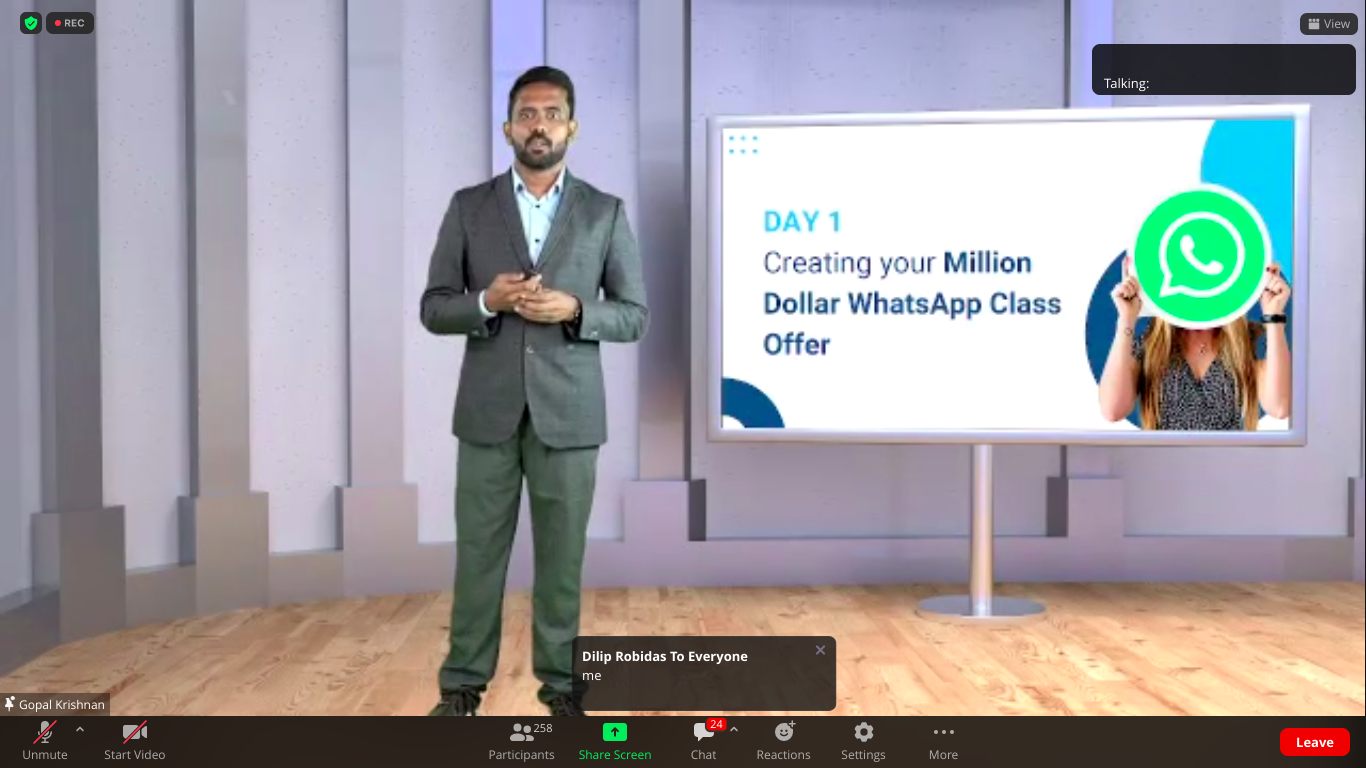 REC
View
Talking:
DAY 1
Creating your Million
Dollar WhatsApp Class
Offer
Dilip Robidas To Everyone
me
Gopal Krishnan
258
24
Unmute
Start Video
Participants
Share Screen
Chat
Reactions
Settings
More
Leave